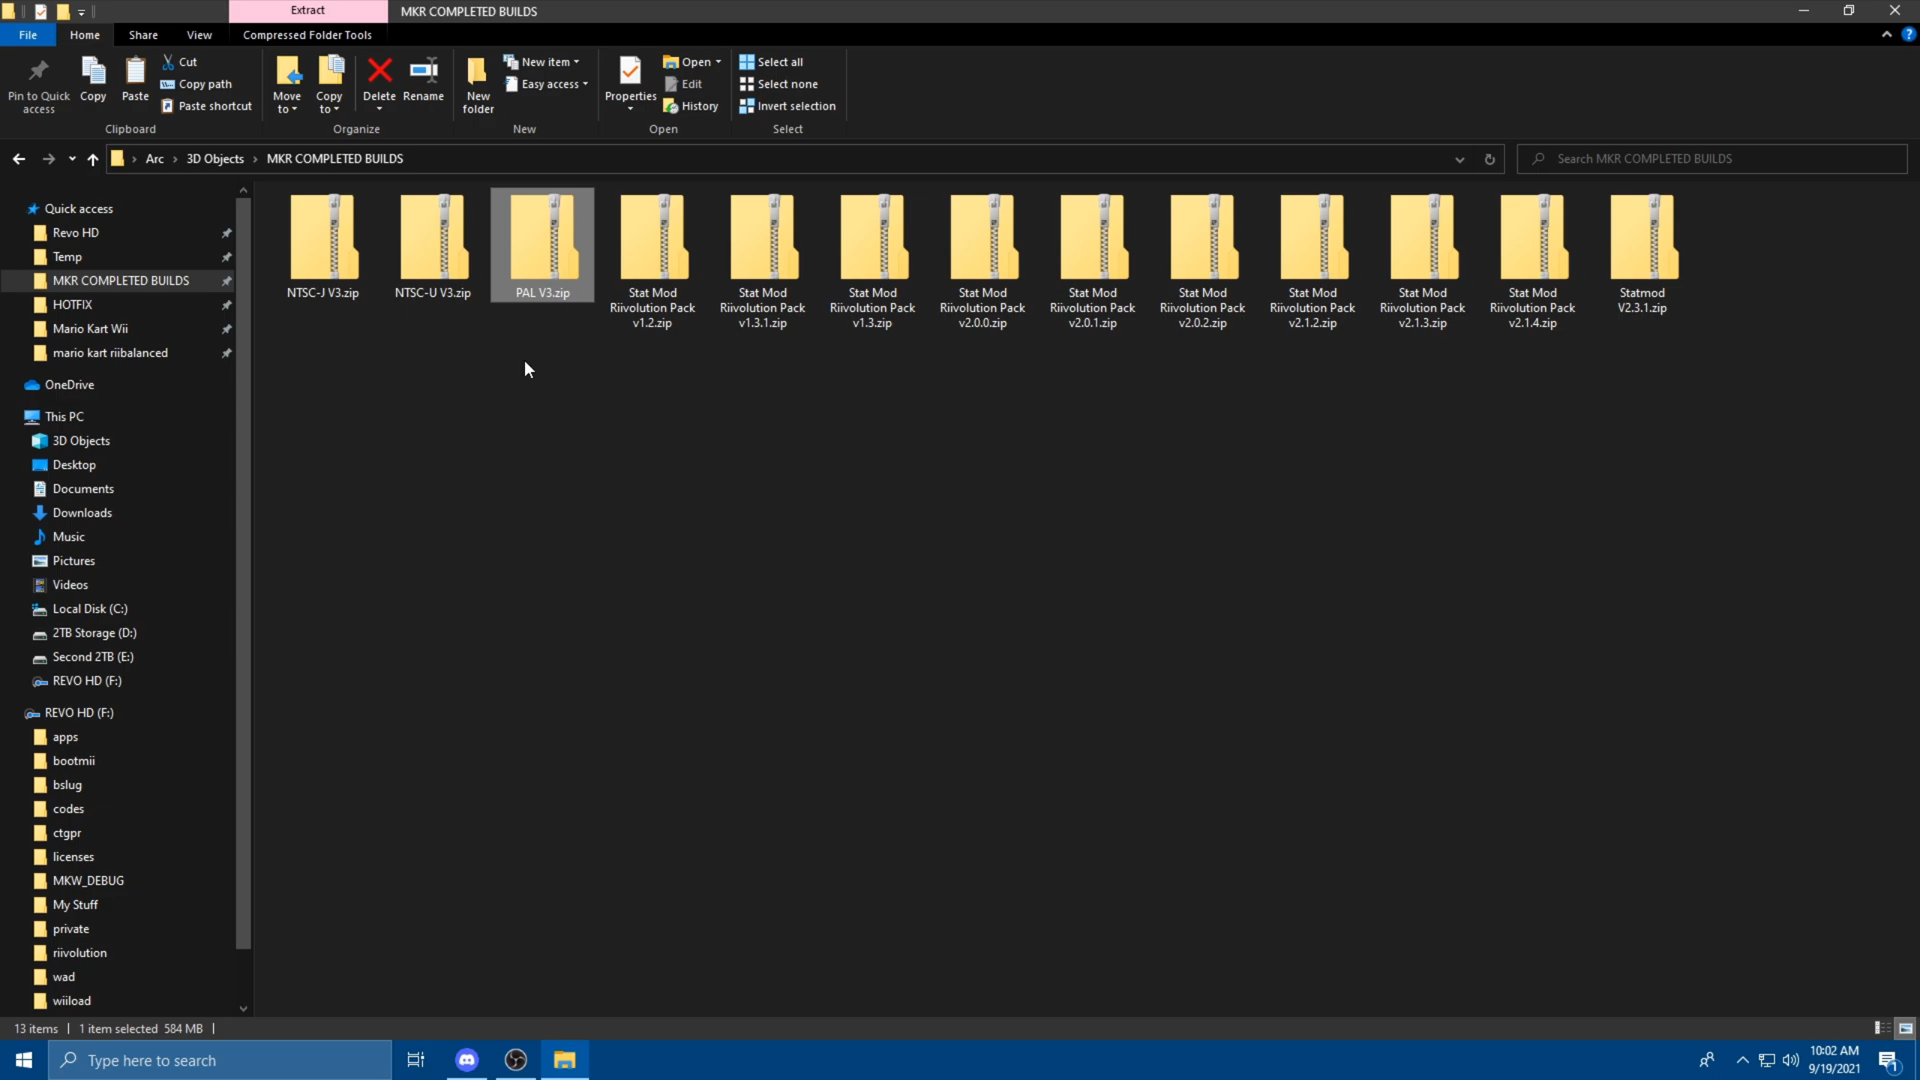 Extract
MKR COMPLETED BUILDS
File
Home
Share
View
Compressed Folder Tools
Pin to Quick
access
Copy
Paste
Cut
Copy path
Paste shortcut
Clipboard
Move
to
Copy
to
Delete
Rename
Organize
New
folder
New item
Easy access
New
Properties
Open
Edit
History
Open
Select all
Select none
Invert selection
Select
Arc
3D Objects
MKR COMPLETED BUILDS
Search MKR COMPLETED BUILDS
Quick access
Revo HD
Temp
MKR COMPLETED BUILDS
HOTFIX
Mario Kart Wii
mario kart riibalanced
OneDrive
This PC
3D Objects
Desktop
Documents
Downloads
Music
Pictures
Videos
Local Disk (C:)
2TB Storage (D:)
Second 2TB (E:)
REVO HD (F:)
REVO HD (F:)
apps
bootmii
bslug
codes
ctgpr
licenses
MKW_DEBUG
My Stuff
private
riivolution
wad
wiiload
NTSC-J V3.zip
NTSC-U V3.zip
PAL V3.zip
Stat Mod
Riivolution Pack
v1.2.zip
Stat Mod
Riivolution Pack
v1.3.1.zip
Stat Mod
Riivolution Pack
v1.3.zip
Stat Mod
Riivolution Pack
v2.0.0.zip
Stat Mod
Riivolution Pack
v2.0.1.zip
Stat Mod
Riivolution Pack
v2.0.2.zip
Stat Mod
Riivolution Pack
v2.1.2.zip
Stat Mod
Riivolution Pack
v2.1.3.zip
Stat Mod
Riivolution Pack
v2.1.4.zip
Statmod
V2.3.1.zip
13 items
1 item selected 584 MB
Type here to search
10:02 AM
9/19/2021
1